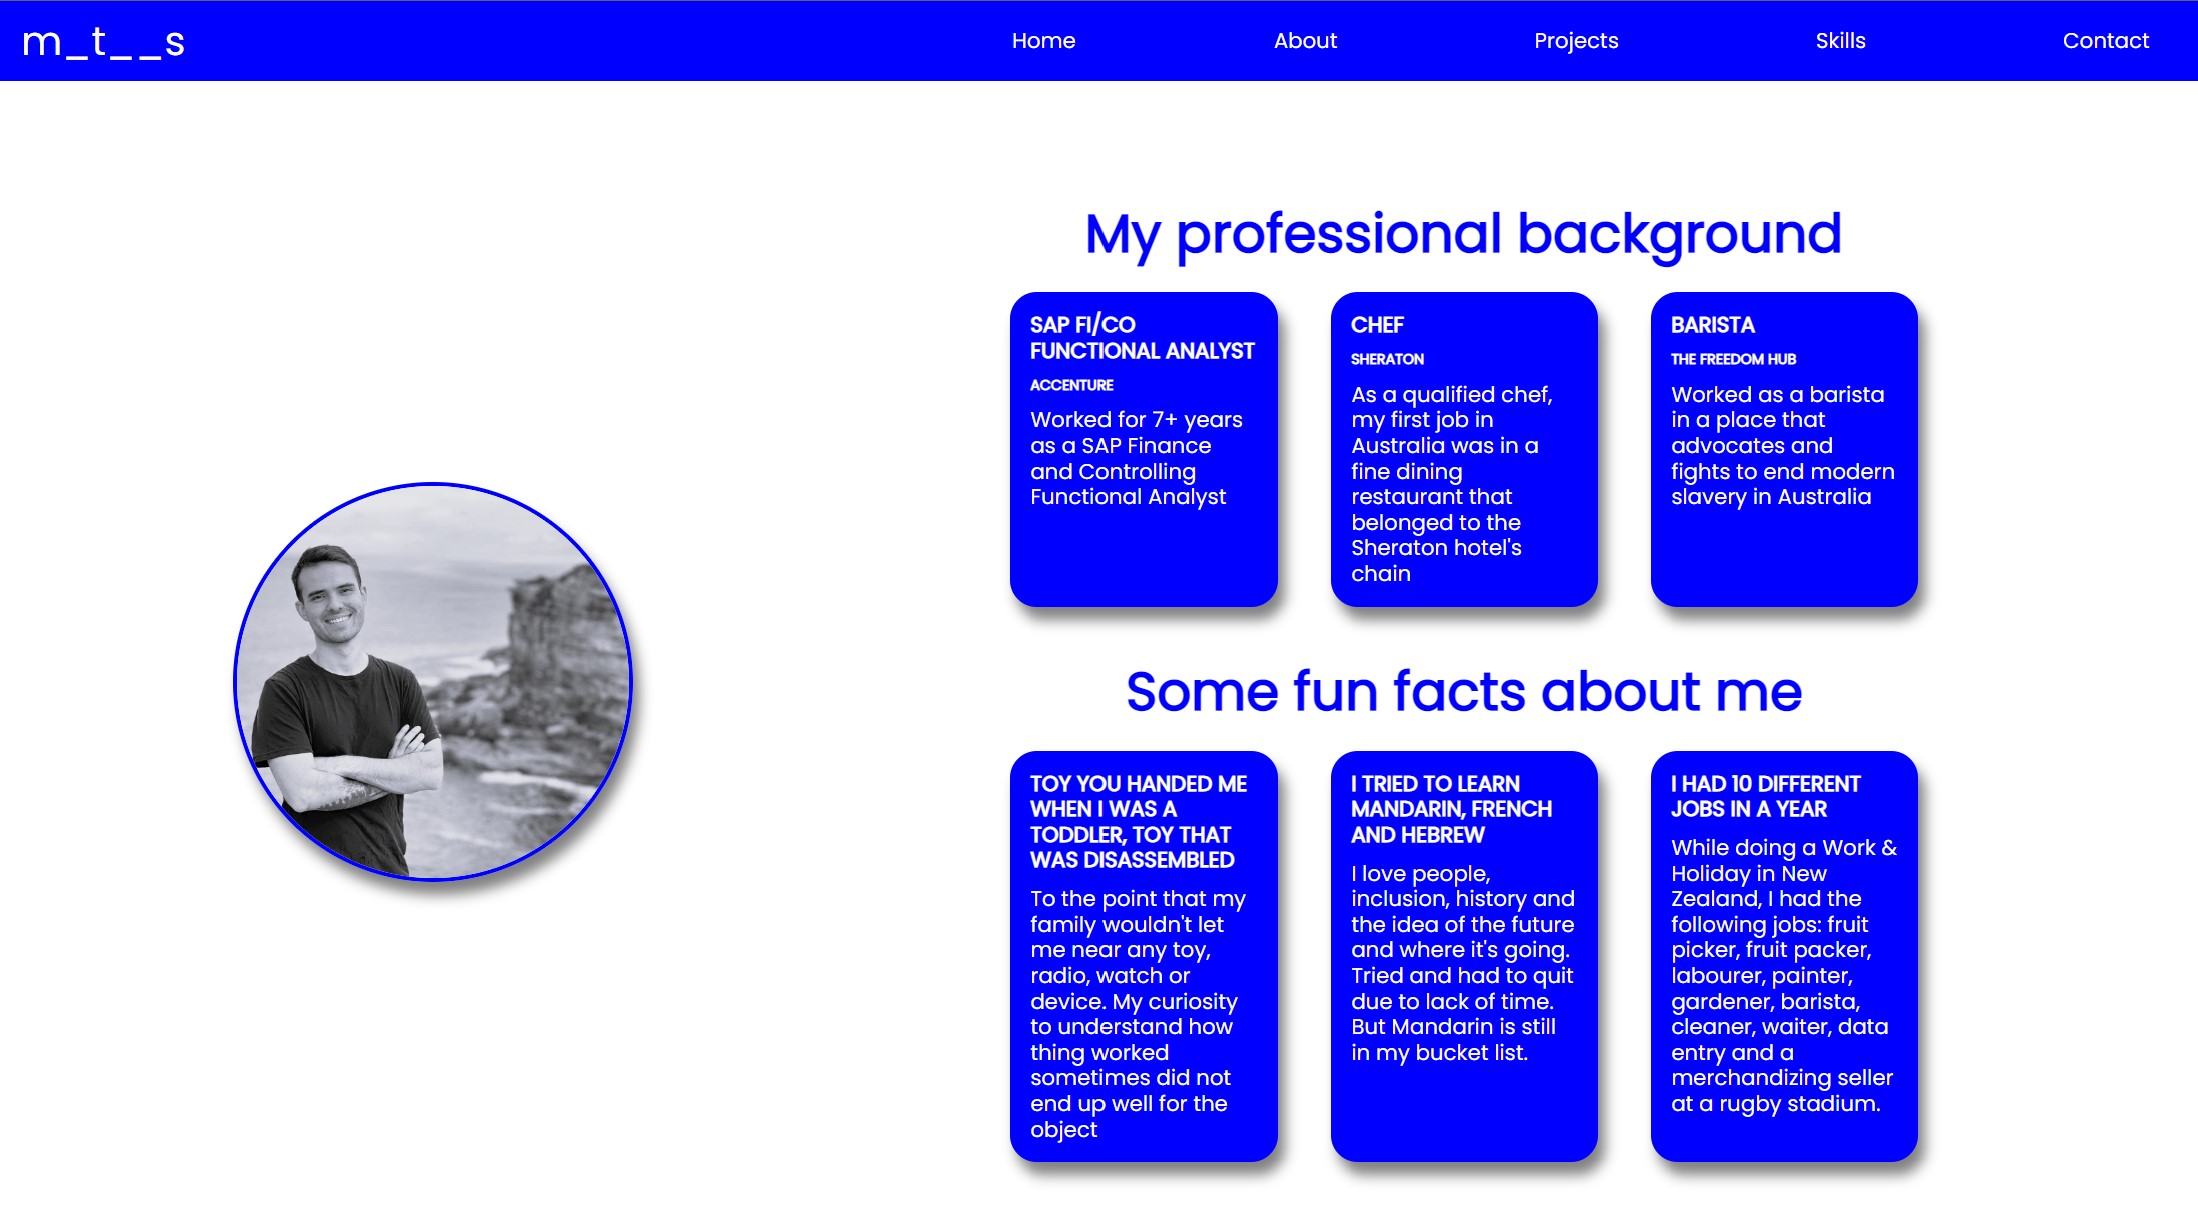 m_t__s
Home
About
Projects
Skills
Contact
My professional background
SAP FI/CO
FUNCTIONAL ANALYST
ACCENTURE
Worked for 7+ years
as a SAP Finance
and Controlling
Functional Analyst
CHEF
SHERATON
As a qualified chef,
my first job in
Australia was in a
fine dining
restaurant that
belonged to the
Sheraton hotel's
chain
BARISTA
THE FREEDOM HUB
Worked as a barista
in a place that
advocates and
fights to end modern
slavery in Australia
Some fun facts about me
TOY YOU HANDED ME
WHEN I WAS A
TODDLER, TOY THAT
WAS DISASSEMBLED
To the point that my
family wouldn't let
me near any toy,
radio, watch or
device. My curiosity
to understand how
thing worked
sometimes did not
end up well for the
object
I TRIED TO LEARN
MANDARIN, FRENCH
AND HEBREW
I love people,
inclusion, history and
the idea of the future
and where it's going.
Tried and had to quit
due to lack of time.
But Mandarin is still
in my bucket list.
I HAD 10 DIFFERENT
JOBS IN A YEAR
While doing a Work &
Holiday in New
Zealand, I had the
following jobs: fruit
picker, fruit packer,
labourer, painter,
gardener, barista,
cleaner, waiter, data
entry and a
merchandizing seller
at a rugby stadium.